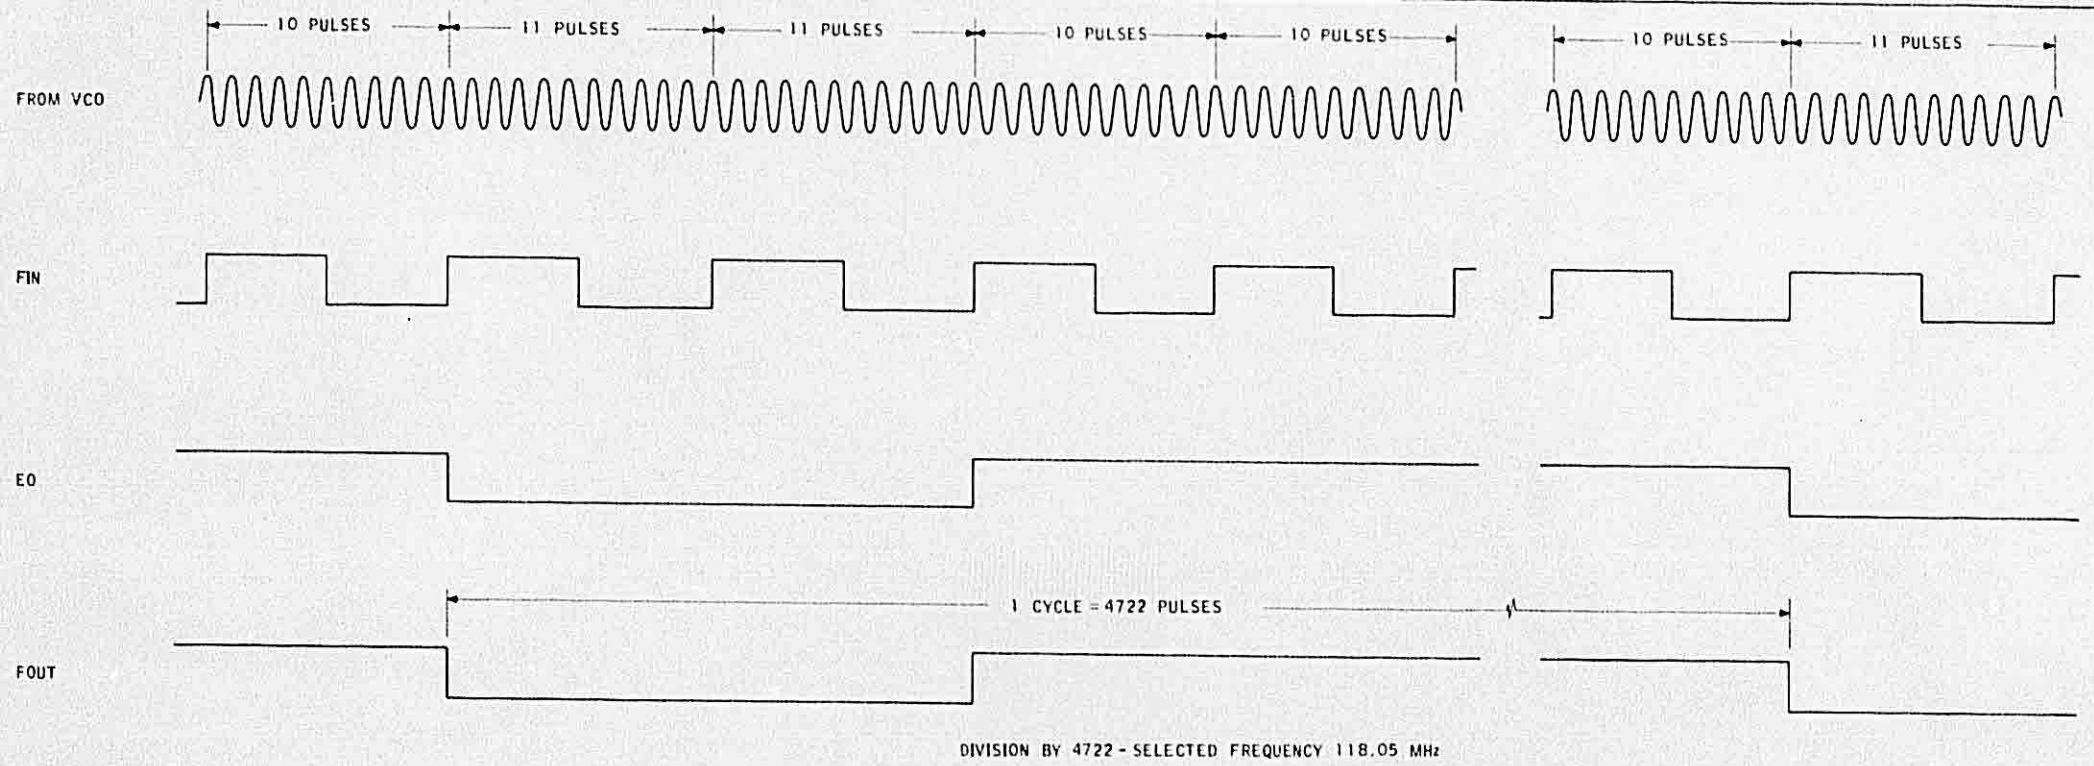 10 PULSES 11 PULSES 11 PULSES 10 PULSES 10 PULSES 10 PULSES 11 PULSES
FROM VCO
FIN
EO
1 CYCLE = 4722 PULSES
FOUT
DIVISION BY 4722 - SELECTED FREQUENCY 118.05 MHz